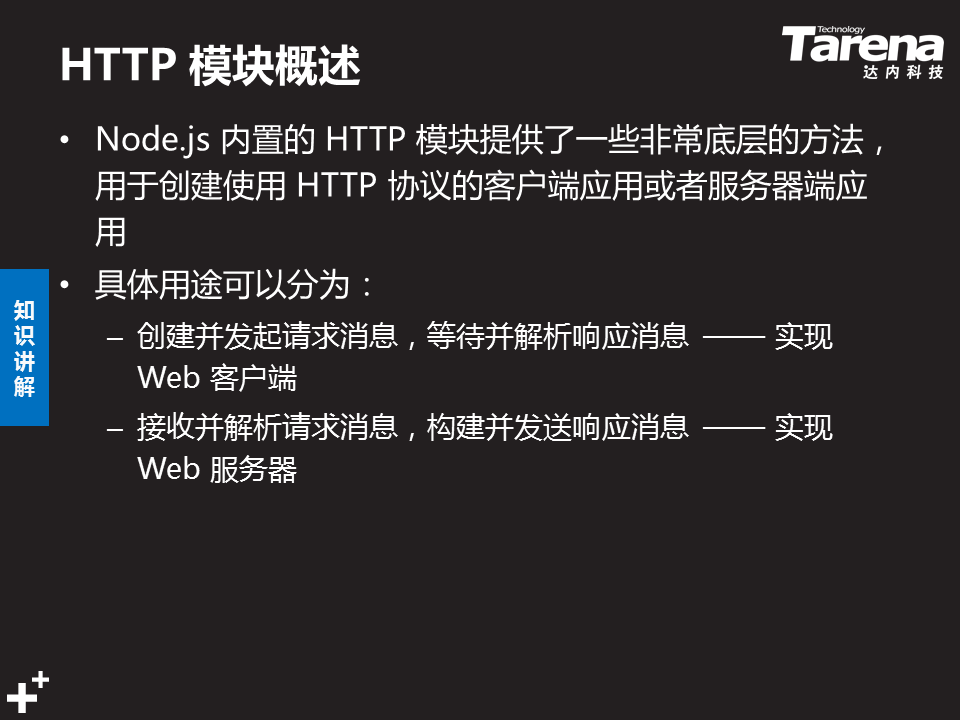 HTTP 模块概述
Technology
Tarena
达内科技
• Node.js 内置的 HTTP 模块提供了一些非常底层的方法，
用于创建使用 HTTP 协议的客户端应用或者服务器端应
用
• 具体用途可以分为：
– 创建并发起请求消息，等待并解析响应消息 —— 实现
Web 客户端
– 接收并解析请求消息，构建并发送响应消息 —— 实现
Web 服务器
知
识
讲
解